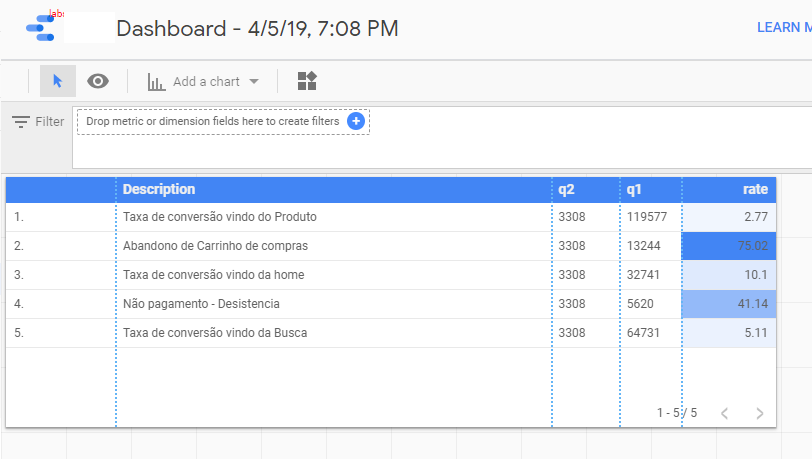 labs
Dashboard - 4/5/19, 7:08 PM
LEARN M
Add a chart
Filter
Drop metric or dimension fields here to create filters
Description q2 q1 rate
1. Taxa de conversão vindo do Produto 3308 119577 2.77
2. Abandono de Carrinho de compras 3308 13244 75.02
3. Taxa de conversão vindo da home 3308 32741 10.1
4. Não pagamento - Desistencia 3308 5620 41.14
5. Taxa de conversão vindo da Busca 3308 64731 5.11
1 - 5 / 5